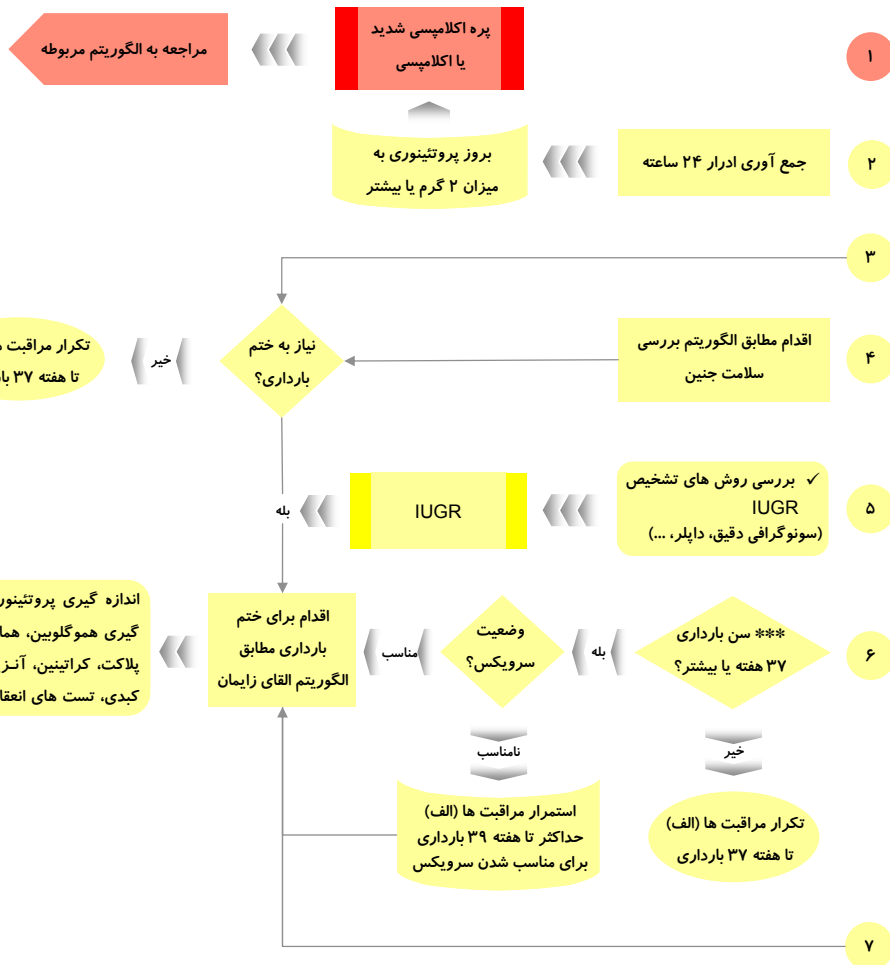 ۱
پره اکلامپسی شدید
یا اکلامپسی
مراجعه به الگوریتم مربوطه
۲
جمع آوری ادرار ۲۴ ساعته
بروز پروتئینوری به
میزان ۲ گرم یا بیشتر
۳
۴
اقدام مطابق الگوریتم بررسی
سلامت جنین
نیاز به ختم
بارداری؟
خیر
تکرار مراقبت
تا هفته ۳۷
۵
✓ بررسی روش های تشخیص
IUGR
(سونوگرافی دقیق، داپلر، ...)
IUGR
بله
۶
*** سن بارداری
۳۷ هفته یا بیشتر؟
بله
وضعیت
سرویکس؟
مناسب
اقدام برای ختم
بارداری مطابق
الگوریتم القای زایمان
اندازه گیری
گیری هموگلوبین،
پلاکت، کراتینین،
کبدی، تست های
خیر
تکرار مراقبت ها (الف)
تا هفته ۳۷ بارداری
نامناسب
استمرار مراقبت ها (الف)
حداکثر تا هفته ۳۹ بارداری
برای مناسب شدن سرویکس
۷